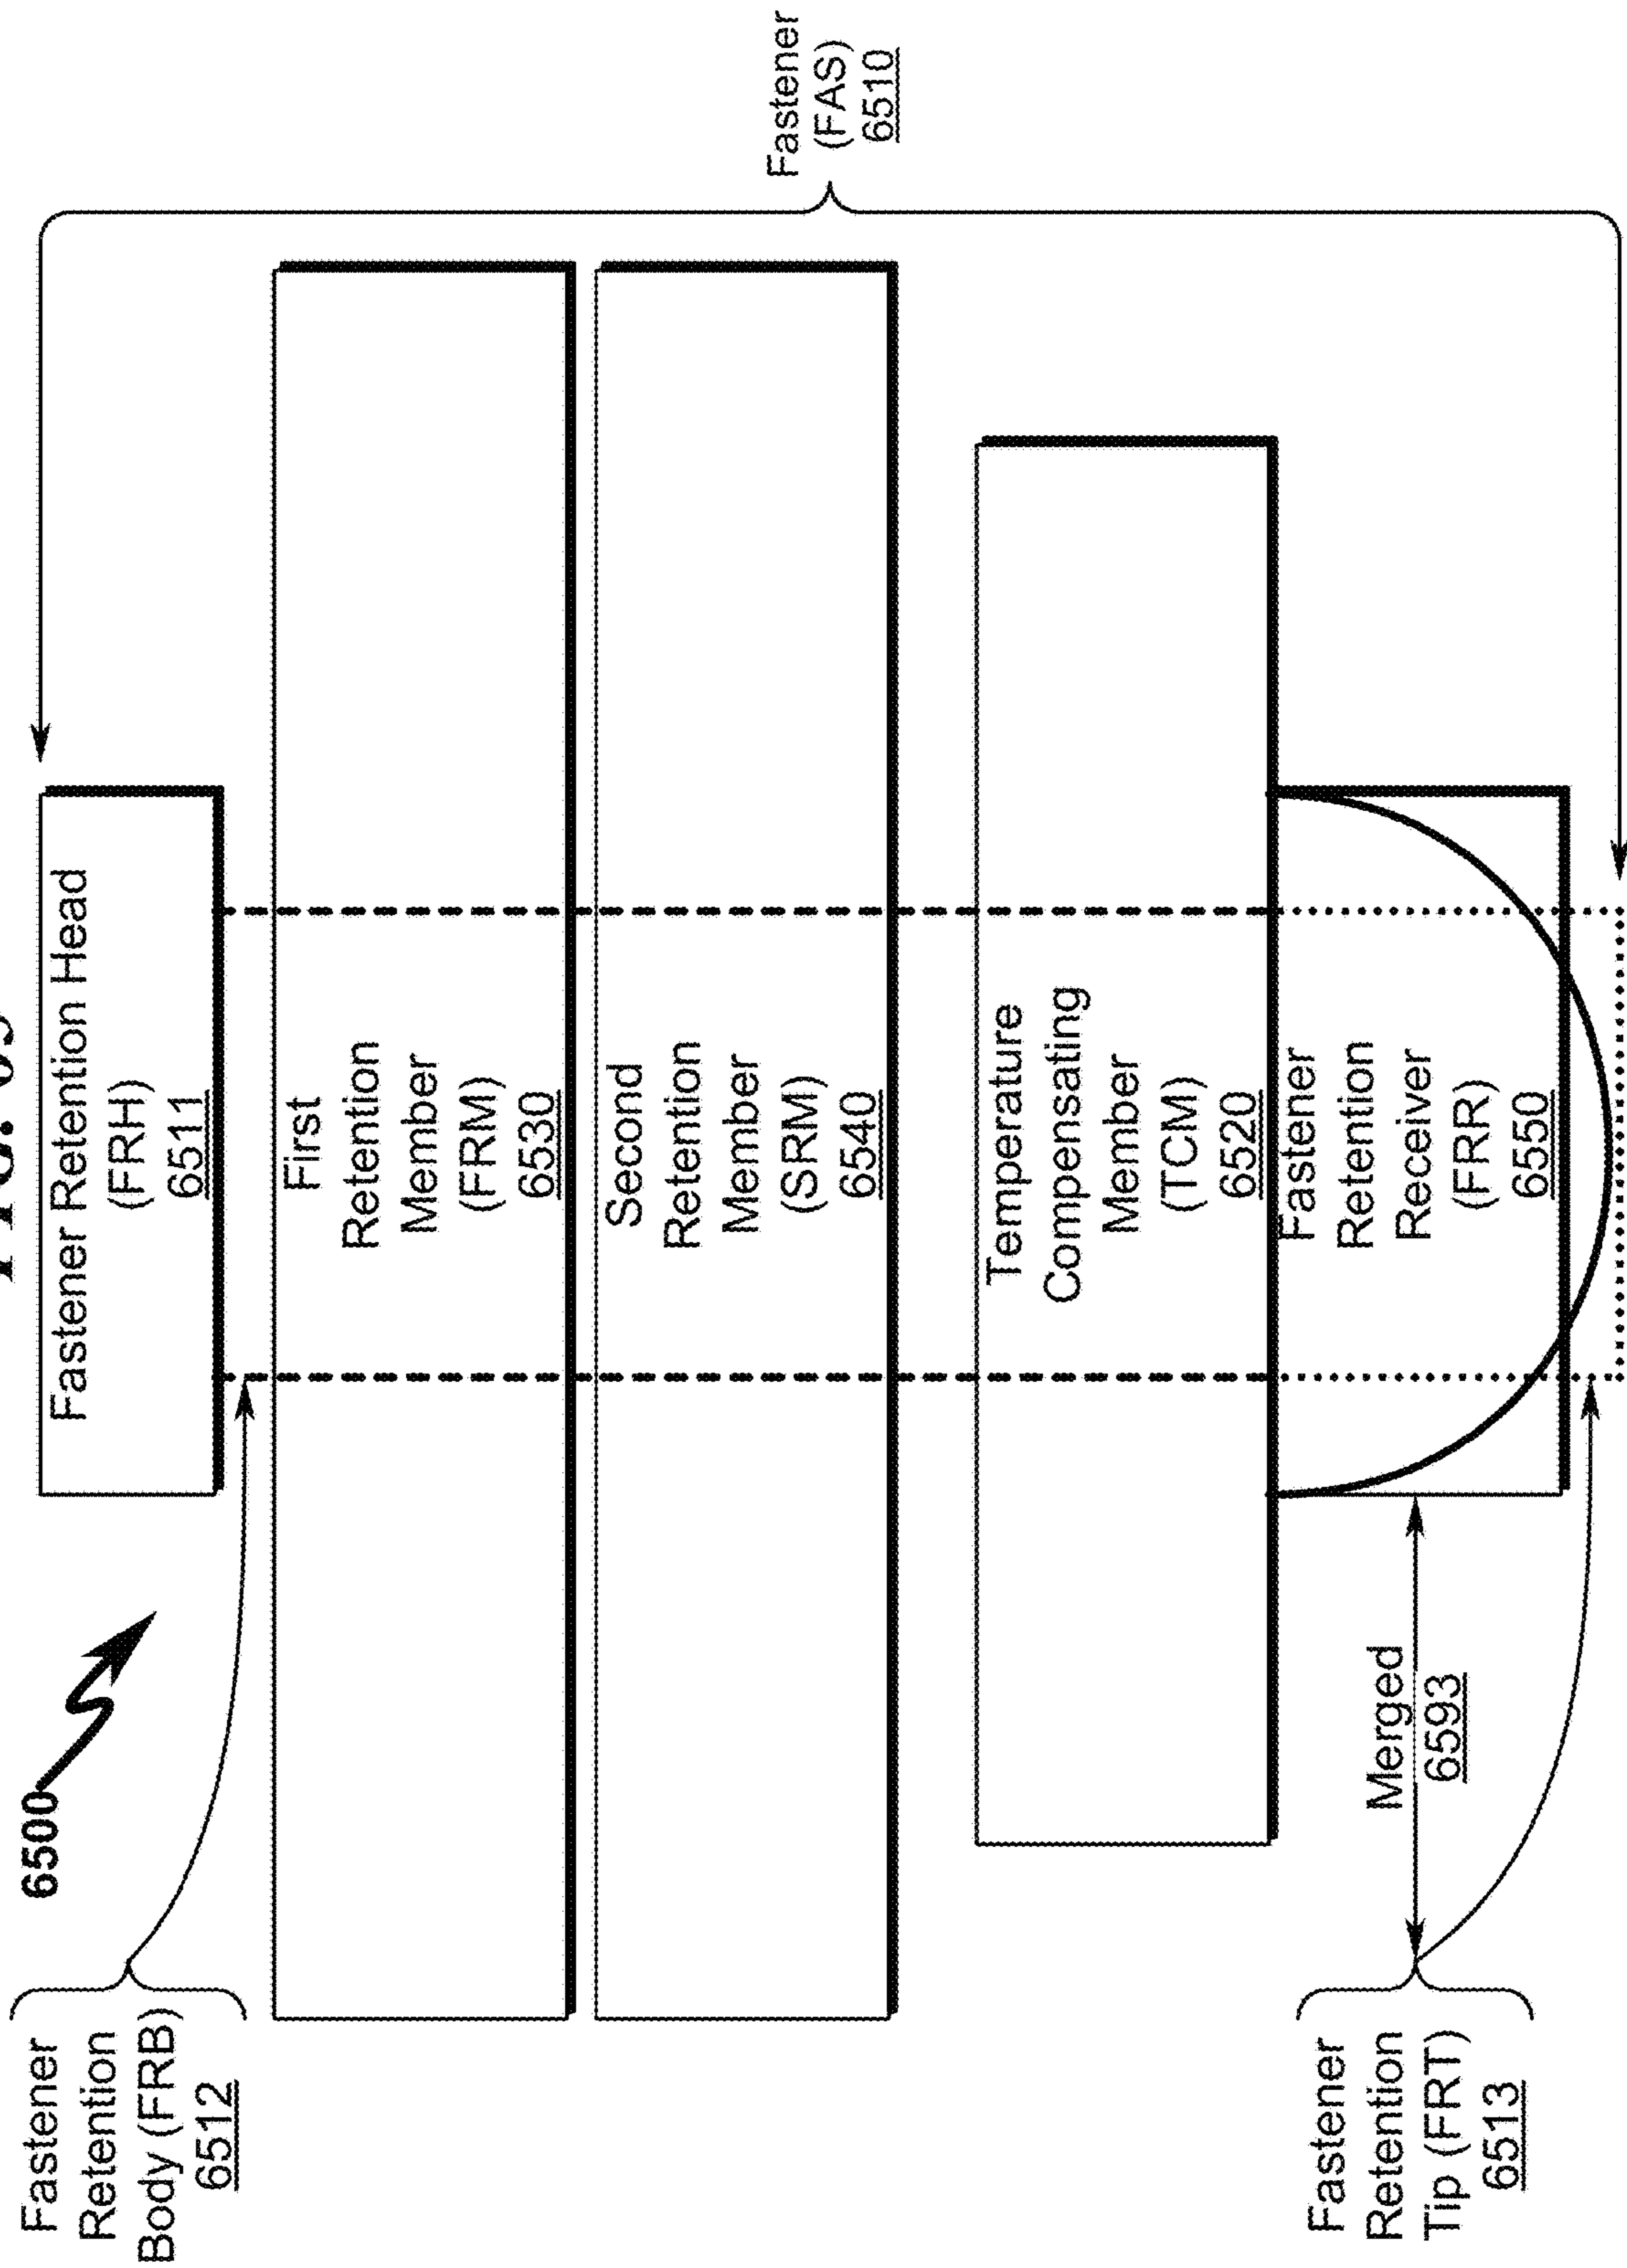 6500
Fastener
Retention
Body (FRB)
6512
Fastener Retention Head
(FRH)
6511
First
Retention
Member
(FRM)
6530
Second
Retention
Member
(SRM)
6540
Fastener
(FAS)
6510
Temperature
Compensating
Member
(TCM)
6520
Fastener
Retention
Receiver
(FRR)
6550
Merged
6593
Fastener
Retention
Tip (FRT)
6513